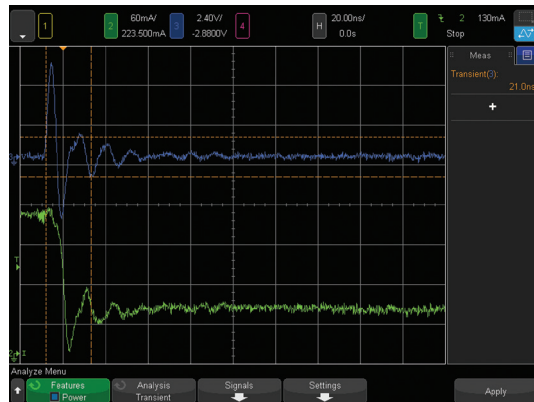 1
2
60mA/
223.500mA
3
2.40V/
-2.8800V
4
H
20.00ns/
0.0s
T
2
130mA
Stop
Meas
Transient(3):
21.0ns
+
T
2
I
Analyze Menu
Features
Power
Analysis
Transient
Signals
Settings
Apply